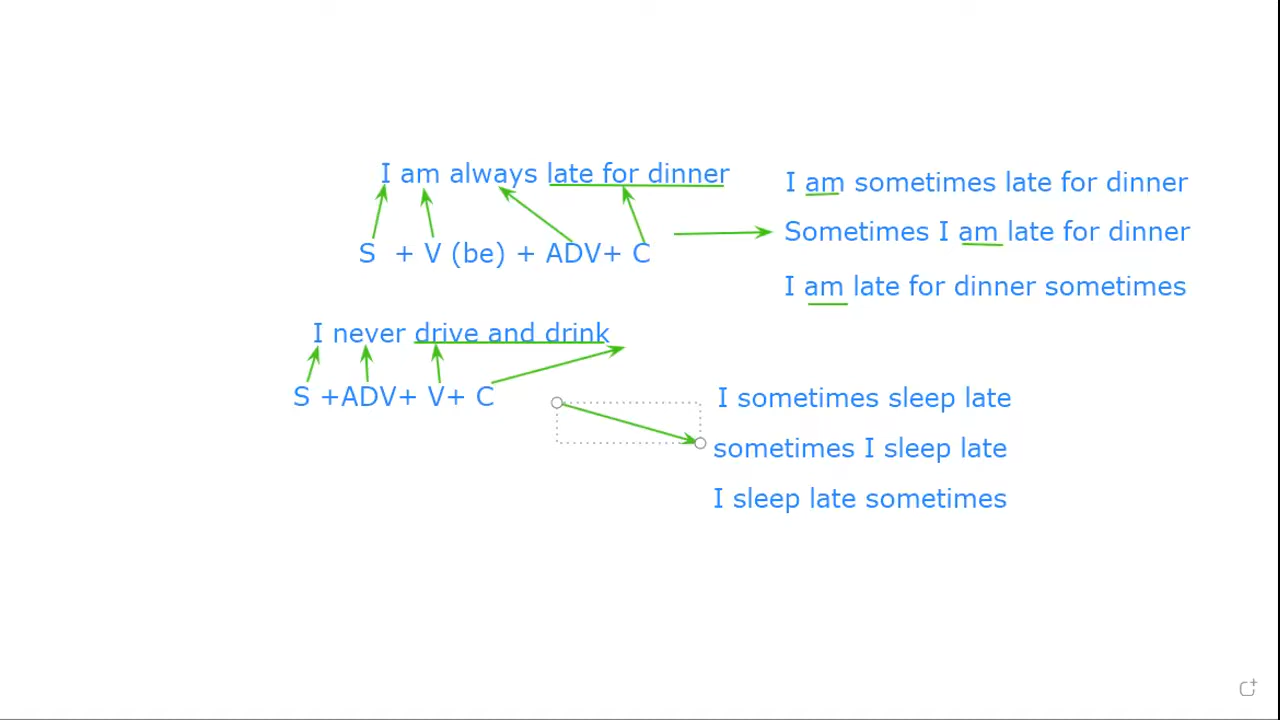 I am always late for dinner
S + V (be) + ADV+ C
I never drive and drink
S +ADV+ V+ C
I am sometimes late for dinner
Sometimes I am late for dinner
I am late for dinner sometimes
I sometimes sleep late
sometimes I sleep late
I sleep late sometimes